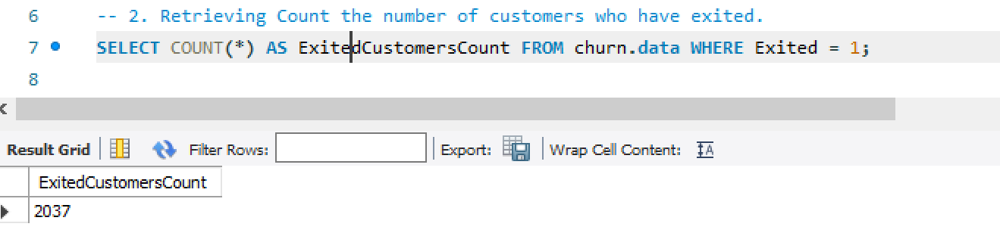 6 -- 2. Retrieving Count the number of customers who have exited.
7 SELECT COUNT(*) AS ExitedCustomersCount FROM churn.data WHERE Exited = 1;
8
Result Grid Filter Rows: Export: Wrap Cell Content: IA
ExitedCustomersCount
2037